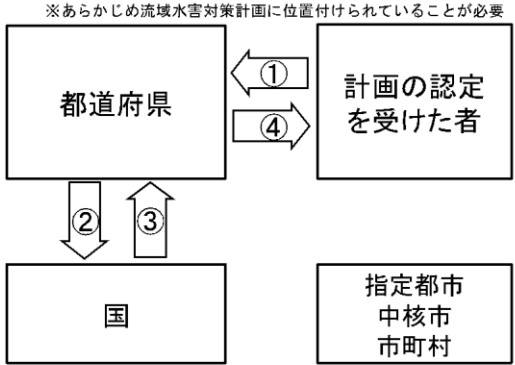 ※あらかじめ流域水害対策計画に位置付けられていることが必要
都道府県
①
計画の認定
を受けた者
④
②
③
国
指定都市
中核市
市町村